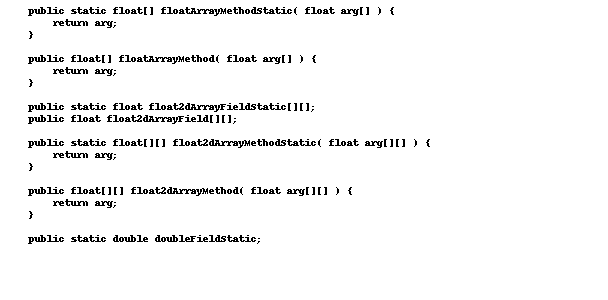 public static float[] floatArrayMethodStatic( float arg[] ) {
return arg;
}
public float[] floatArrayMethod( float arg[] ) {
return arg;
}
public static float float2dArrayFieldStatic[][];
public float float2dArrayField[][];
public static float[][] float2dArrayMethodStatic( float arg[][] ) {
return arg;
}
public float[][] float2dArrayMethod( float arg[][] ) {
return arg;
}
public static double doubleFieldStatic;